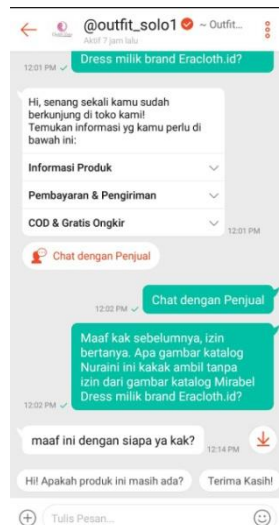 @outfit_solo1 ~ Outfit...
Aktif 7 jam lalu
Dress milik brand Eracloth.id?
12:01 PM
Hi, senang sekali kamu sudah
berkunjung di toko kami!
Temukan informasi yg kamu perlu di
bawah ini:
Informasi Produk
Pembayaran & Pengiriman
COD & Gratis Ongkir
12:01 PM
Chat dengan Penjual
Chat dengan Penjual
12:02 PM
Maaf kak sebelumnya, izin
bertanya. Apa gambar katalog
Nuraini ini kakak ambil tanpa
izin dari gambar katalog Mirabel
Dress milik brand Eracloth.id?
12:02 PM
maaf ini dengan siapa ya kak?
12:14 PM
Hi! Apakah produk ini masih ada?
Terima Kasih!
Tulis Pesan...